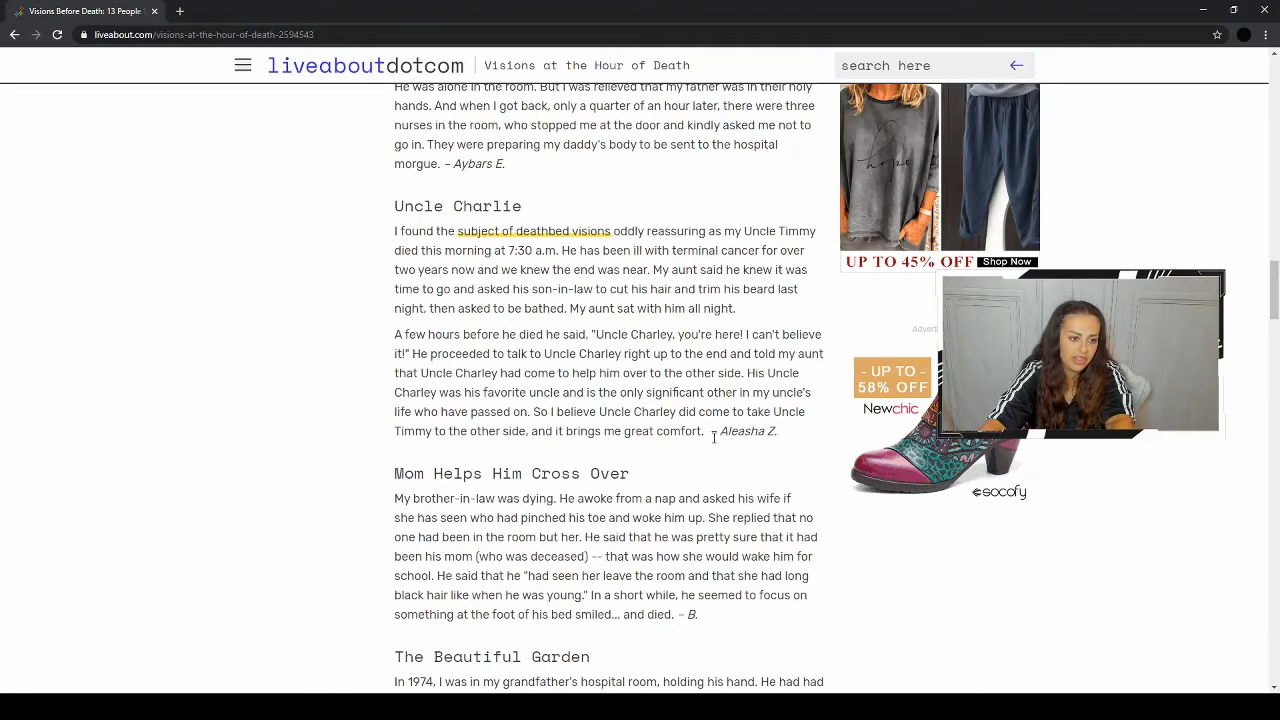 Visions Before Death: 13 People
liveabout.com/visions-at-the-hour-of-death-2594543
liveaboutdotcom
Visions at the Hour of Death
search here
He was alone in the room. But I was relieved that my father was in their holy
hands. And when I got back, only a quarter of an hour later, there were three
nurses in the room, who stopped me at the door and kindly asked me not to
go in. They were preparing my daddy's body to be sent to the hospital
morgue. – Aybars E.
Uncle Charlie
I found the subject of deathbed visions oddly reassuring as my Uncle Timmy
died this morning at 7:30 a.m. He has been ill with terminal cancer for over
two years now and we knew the end was near. My aunt said he knew it was
time to go and asked his son-in-law to cut his hair and trim his beard last
night, then asked to be bathed. My aunt sat with him all night.
A few hours before he died he said, "Uncle Charley, you're here! I can't believe
it!" He proceeded to talk to Uncle Charley right up to the end and told my aunt
that Uncle Charley had come to help him over to the other side. His Uncle
Charley was his favorite uncle and is the only significant other in my uncle's
life who have passed on. So I believe Uncle Charley did come to take Uncle
Timmy to the other side, and it brings me great comfort. – Aleasha Z.
Mom Helps Him Cross Over
My brother-in-law was dying. He awoke from a nap and asked his wife if
she has seen who had pinched his toe and woke him up. She replied that no
one had been in the room but her. He said that he was pretty sure that it had
been his mom (who was deceased) -- that was how she would wake him for
school. He said that he "had seen her leave the room and that she had long
black hair like when he was young." In a short while, he seemed to focus on
something at the foot of his bed smiled... and died. – B.
The Beautiful Garden
In 1974, I was in my grandfather's hospital room, holding his hand. He had had
hope
UP TO 45% OFF
Shop Now
- UP TO -
58% OFF
Newchic
socofy